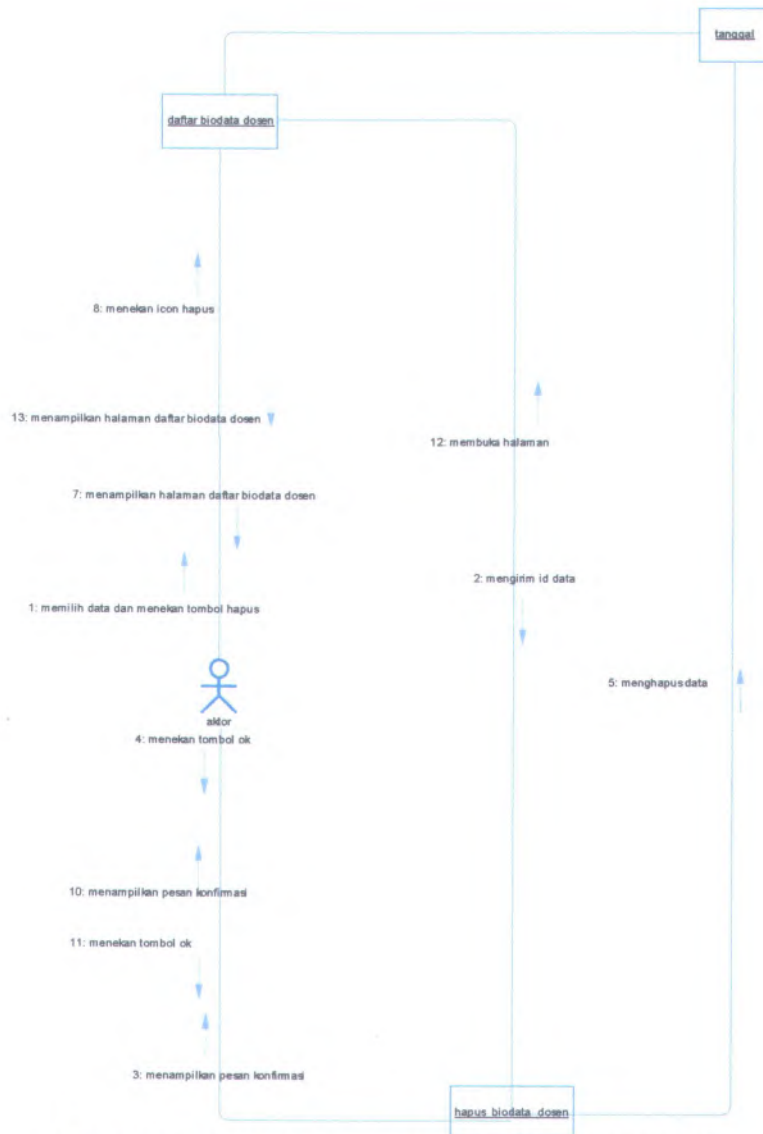 tanggal
daftar biodata dosen
8: menekan icon hapus
13: menampilkan halaman daftar biodata dosen
12: membuka halaman
7: menampilkan halaman daftar biodata dosen
2: mengirim id data
1: memilih data dan menekan tombol hapus
5: menghapus data
aktor
4: menekan tombol ok
10: menampilkan pesan konfirmasi
11: menekan tombol ok
3: menampilkan pesan konfirmasi
hapus biodata dosen